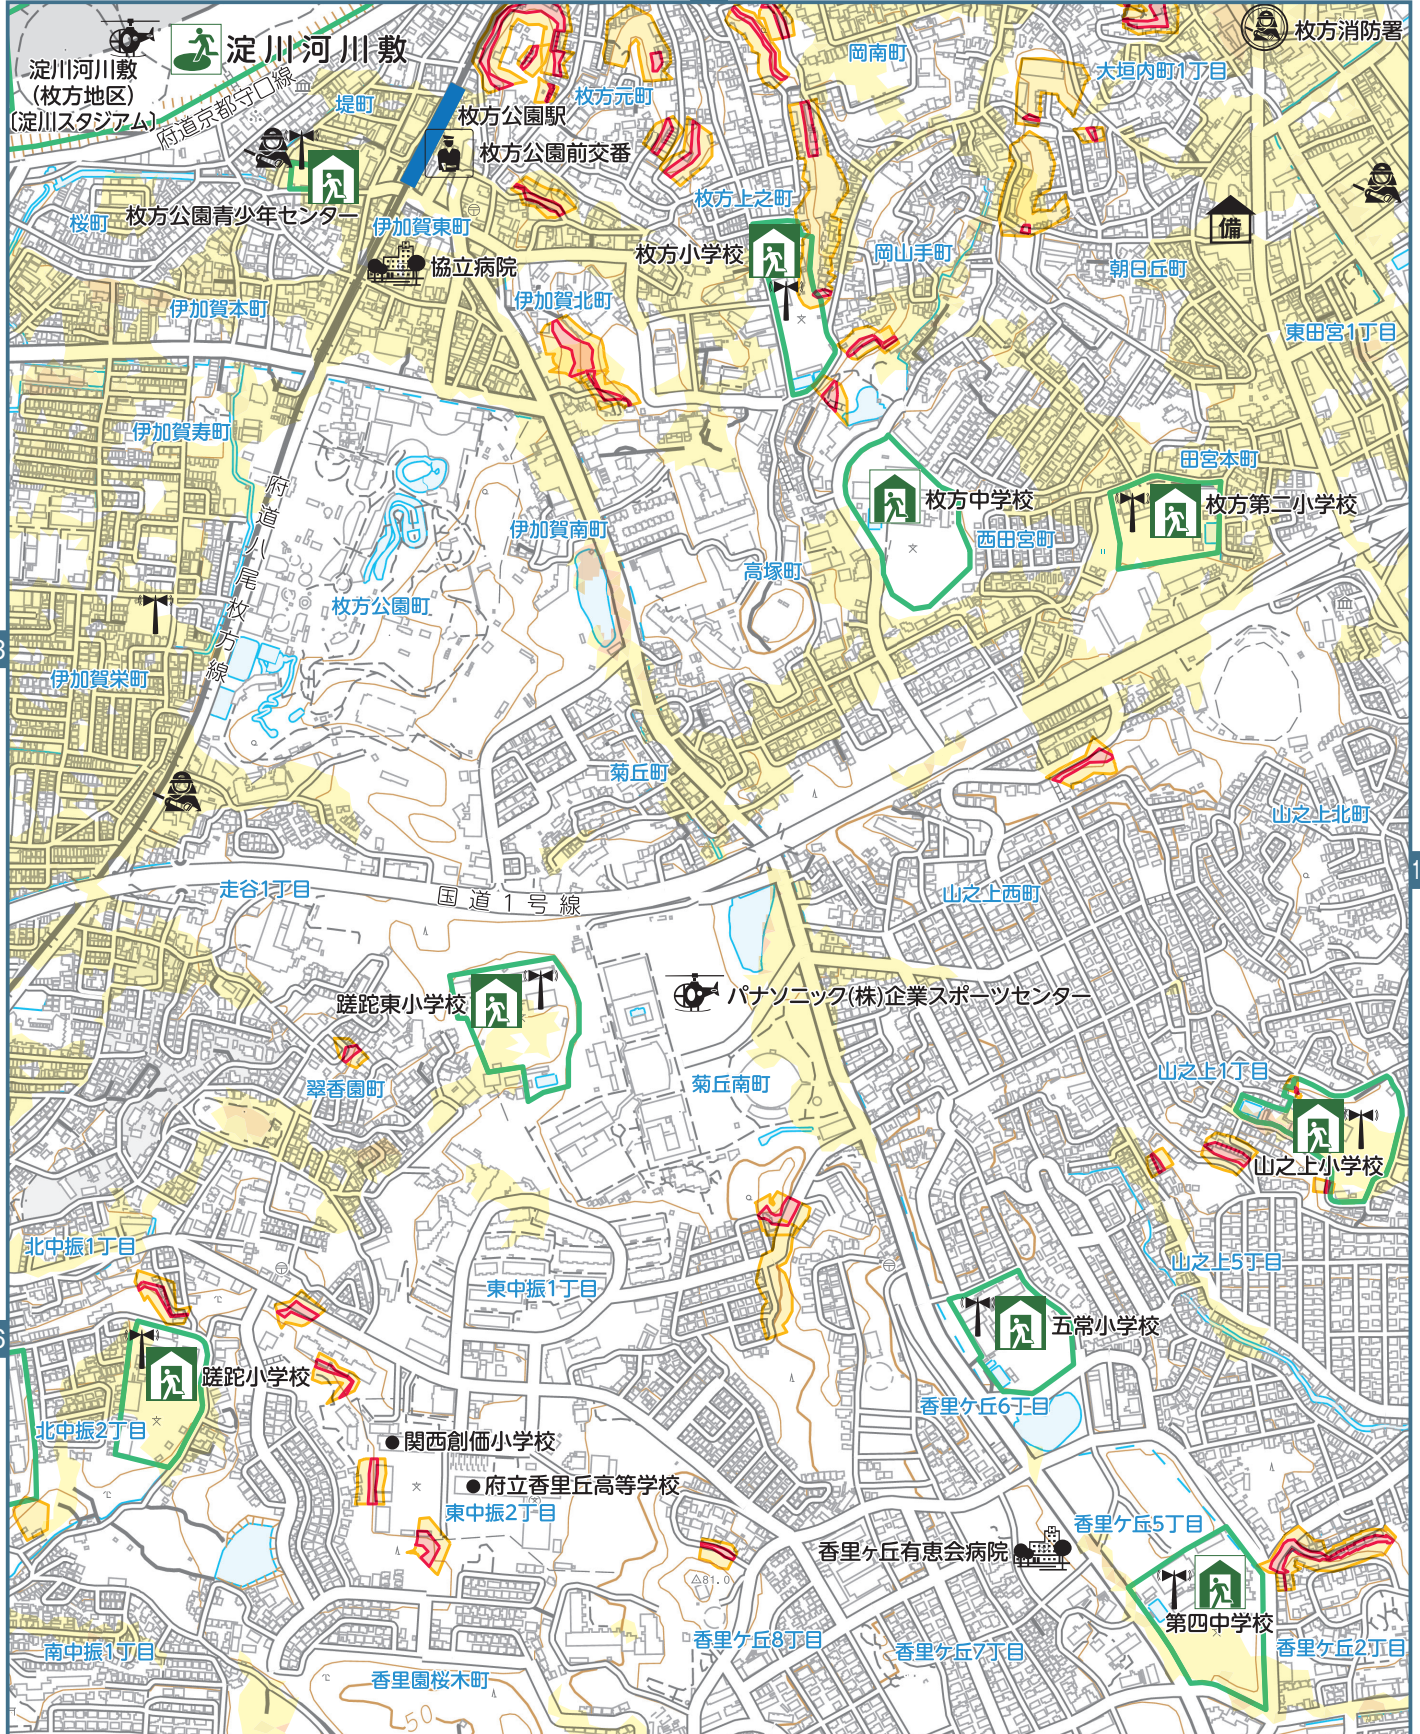 枚方消防署
淀川河川敷
淀川河川敷
(枚方地区)
〔淀川スタジアム〕
府道京都守口線
堤町
枚方公園駅
枚方元町
岡南町
大垣内町1丁目
枚方公園前交番
枚方公園青少年センター
桜町
伊加賀東町
枚方上之町
枚方小学校
岡山手町
備
朝日丘町
協立病院
伊加賀北町
伊加賀本町
東田宮1丁目
伊加賀寿町
府道八尾枚方線
田宮本町
枚方中学校
枚方第二小学校
伊加賀南町
西田宮町
高塚町
枚方公園町
伊加賀栄町
菊丘町
山之上北町
走谷1丁目
国道1号線
山之上西町
蹉跎東小学校
パナソニック(株)企業スポーツセンター
翠香園町
菊丘南町
山之上1丁目
山之上小学校
北中振1丁目
山之上5丁目
東中振1丁目
五常小学校
蹉跎小学校
香里ケ丘6丁目
北中振2丁目
関西創価小学校
府立香里丘高等学校
東中振2丁目
香里ケ丘5丁目
香里ヶ丘有恵会病院
81.0
第四中学校
南中振1丁目
香里ケ丘8丁目
香里ケ丘7丁目
香里ケ丘2丁目
香里園桜木町
50